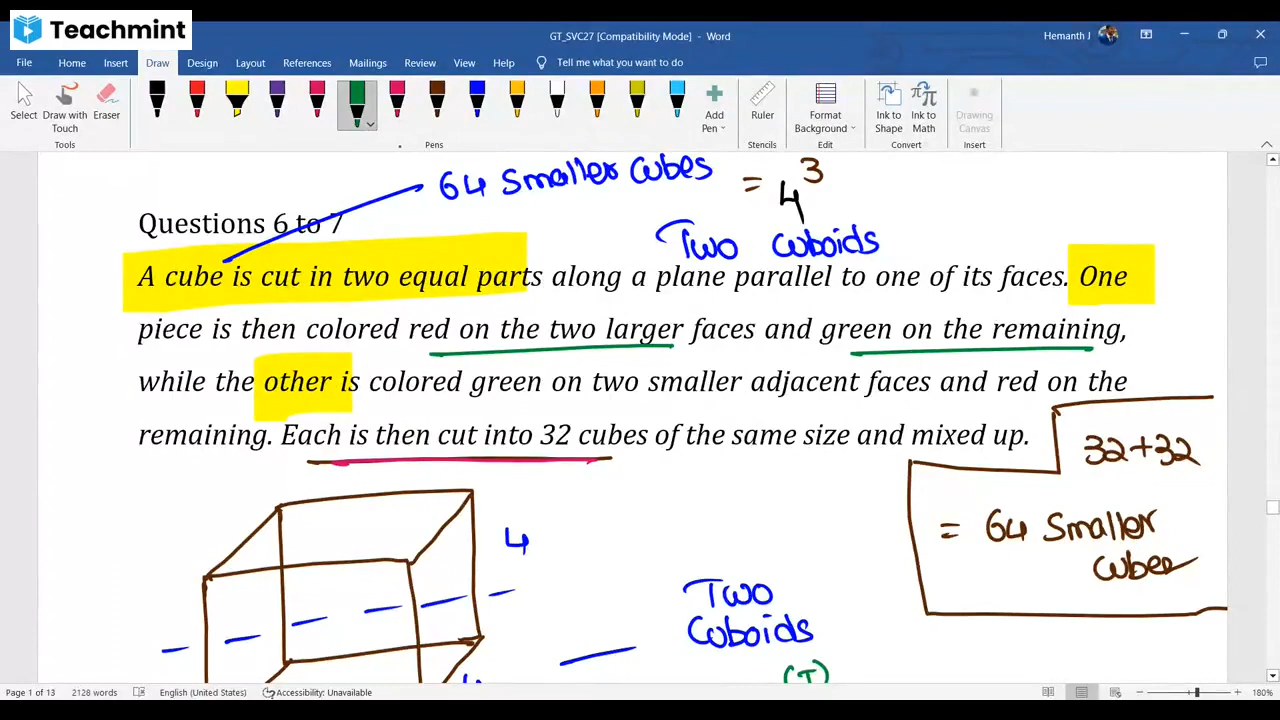 Teachmint
GT_SVC27 [Compatibility Mode] - Word
Hemanth J
File Home Insert Draw Design Layout References Mailings Review View Help Tell me what you want to do
Select
Draw with Touch
Eraser
Add Pen
Ruler
Format Background
Ink to Shape
Ink to Math
Drawing Canvas
Tools Pens Stencils Edit Convert Insert
64 Smaller cubes = 4³
Questions 6 to 7
Two cuboids
A cube is cut in two equal parts along a plane parallel to one of its faces. One
piece is then colored red on the two larger faces and green on the remaining,
while the other is colored green on two smaller adjacent faces and red on the
remaining. Each is then cut into 32 cubes of the same size and mixed up.
32+32
= 64 Smaller
4
Two
Cuboids
(T)
Page 1 of 13 2128 words English (United States) Accessibility: Unavailable 180%